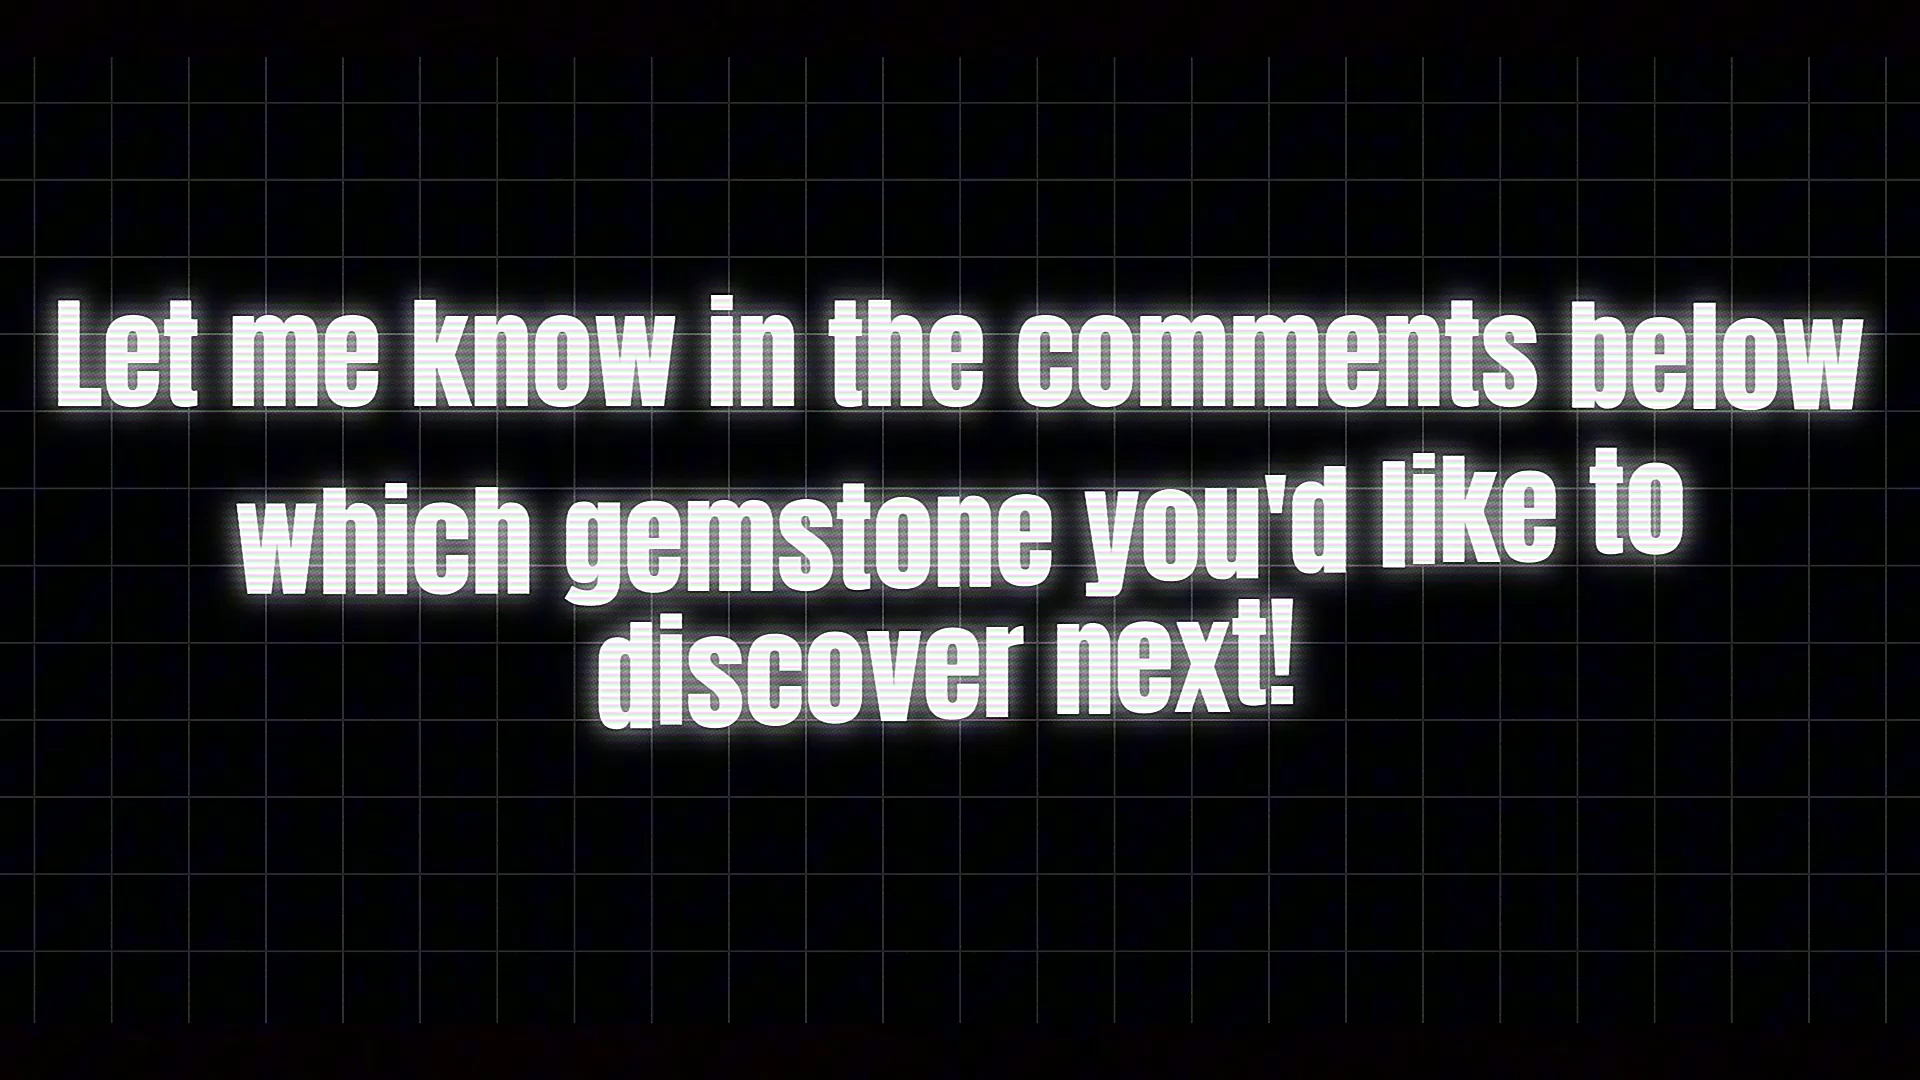 Let me know in the comments below
which gemstone you'd like to
discover next!